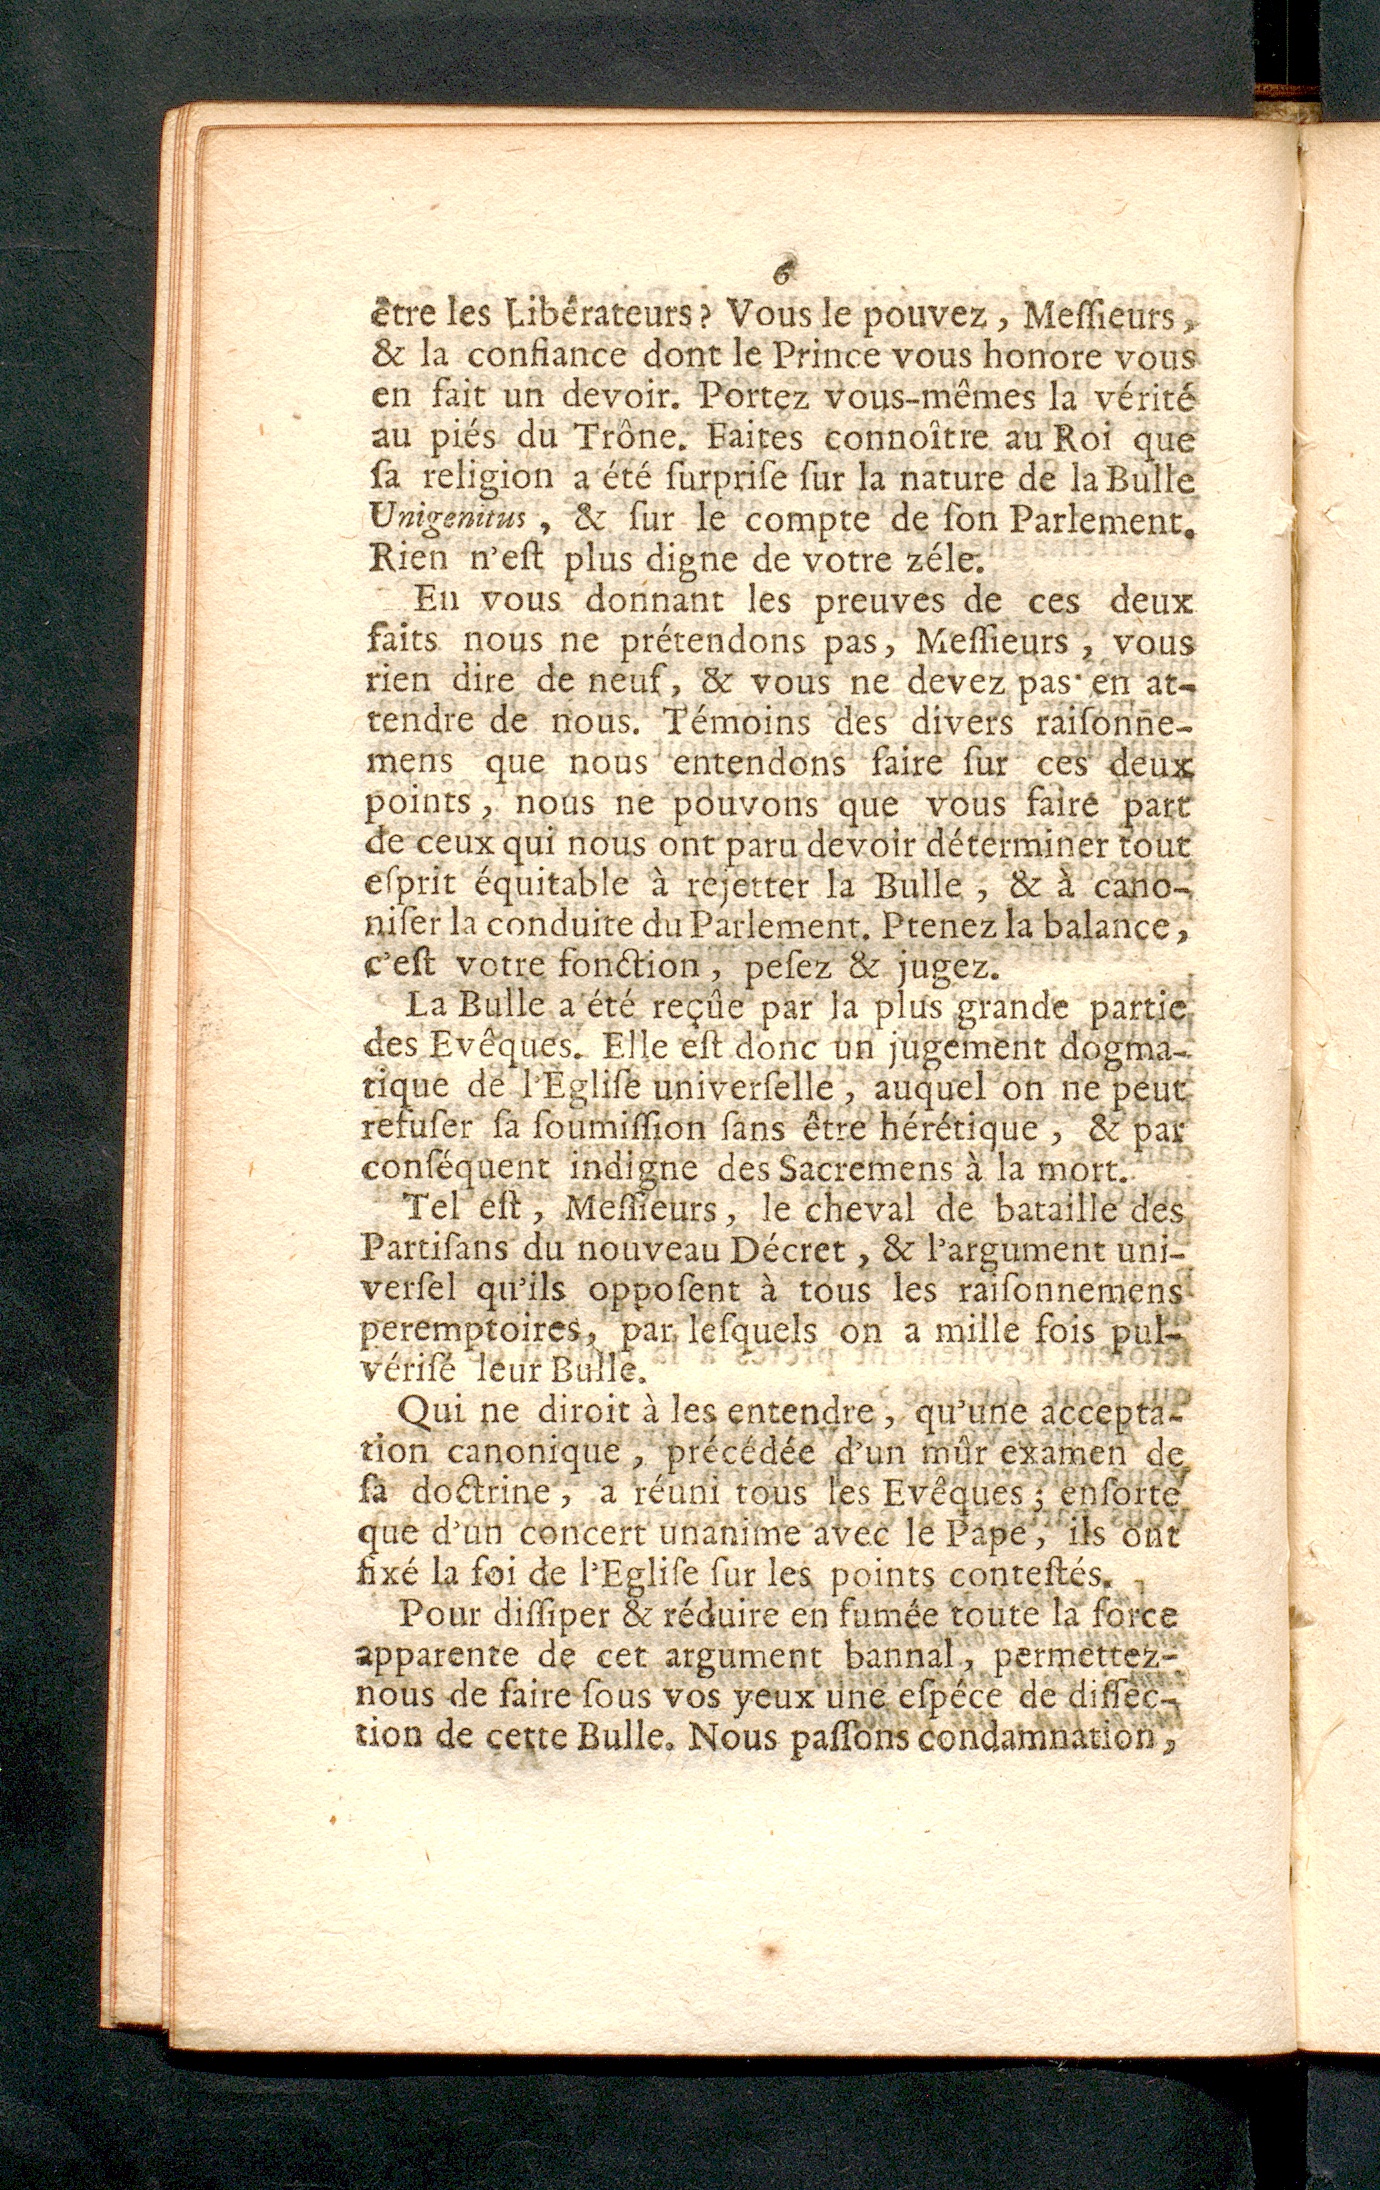 6
être les Libérateurs? Vous le pouvez, Meſſieurs,
& la confiance dont le Prince vous honore vous
en fait un devoir. Portez vous-mêmes la vérité
au piés du Trône. Faites connoître au Roi que
ſa religion a été ſurpriſe ſur la nature de la Bulle
Unigenitus, & ſur le compte de ſon Parlement.
Rien n'eſt plus digne de votre zéle.
En vous donnant les preuves de ces deux
faits nous ne prétendons pas, Meſſieurs, vous
rien dire de neuf, & vous ne devez pas en at-
tendre de nous. Témoins des divers raiſonne-
mens que nous entendons faire ſur ces deux
points, nous ne pouvons que vous faire part
de ceux qui nous ont paru devoir déterminer tout
eſprit équitable à rejetter la Bulle, & à cano-
niſer la conduite du Parlement. Ptenez la balance,
c'eſt votre fonction, peſez & jugez.
La Bulle a été reçûe par la plus grande partie
des Evêques. Elle eſt donc un jugement dogma-
tique de l'Egliſe univerſelle, auquel on ne peut
refuſer ſa ſoumiſſion ſans être hérétique, & par
conſéquent indigne des Sacremens à la mort.
Tel eſt, Meſſieurs, le cheval de bataille des
Partiſans du nouveau Décret, & l'argument uni-
verſel qu'ils oppoſent à tous les raiſonnemens
peremptoires, par leſquels on a mille fois pul-
vériſé leur Bulle.
Qui ne diroit à les entendre, qu'une accepta-
tion canonique, précédée d'un mûr examen de
ſa doctrine, a réuni tous les Evêques; enſorte
que d'un concert unanime avec le Pape, ils ont
fixé la foi de l'Egliſe ſur les points conteſtés.
Pour diſſiper & réduire en fumée toute la force
apparente de cet argument bannal, permettez-
nous de faire ſous vos yeux une eſpéce de diſſec-
tion de cette Bulle. Nous paſſons condamnation,